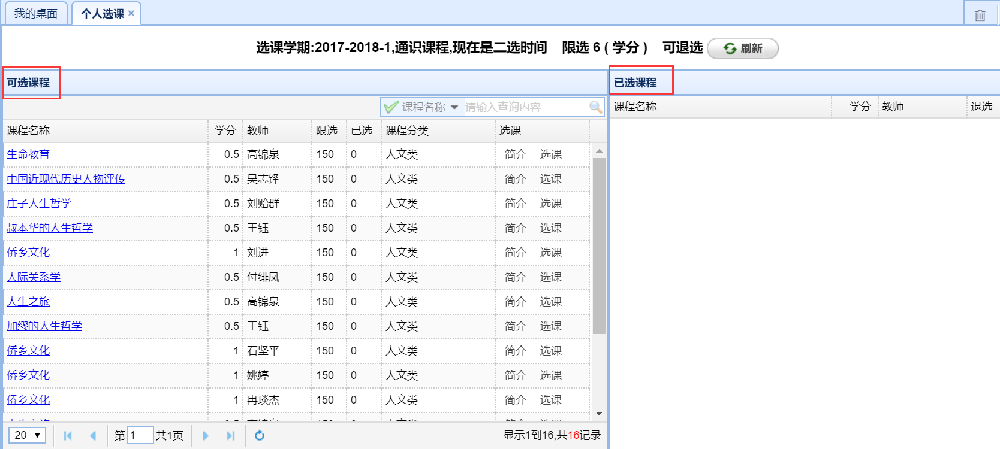 我的桌面 个人选课 ×
选课学期:2017-2018-1,通识课程,现在是二选时间 限选 6 ( 学分 ) 可退选 刷新
可选课程
课程名称 请输入查询内容
课程名称 学分 教师 限选 已选 课程分类 选课
生命教育 0.5 高锦泉 150 0 人文类 简介 选课
中国近现代历史人物评传 0.5 吴志锋 150 0 人文类 简介 选课
庄子人生哲学 0.5 刘贻群 150 0 人文类 简介 选课
叔本华的人生哲学 0.5 王钰 150 0 人文类 简介 选课
侨乡文化 1 刘进 150 0 人文类 简介 选课
人际关系学 0.5 付绯凤 150 0 人文类 简介 选课
人生之旅 0.5 高锦泉 150 0 人文类 简介 选课
加缪的人生哲学 0.5 王钰 150 0 人文类 简介 选课
侨乡文化 1 石坚平 150 0 人文类 简介 选课
侨乡文化 1 姚婷 150 0 人文类 简介 选课
侨乡文化 1 冉琰杰 150 0 人文类 简介 选课
20 第 1 共1页 显示1到16,共16记录
已选课程
课程名称 学分 教师 退选